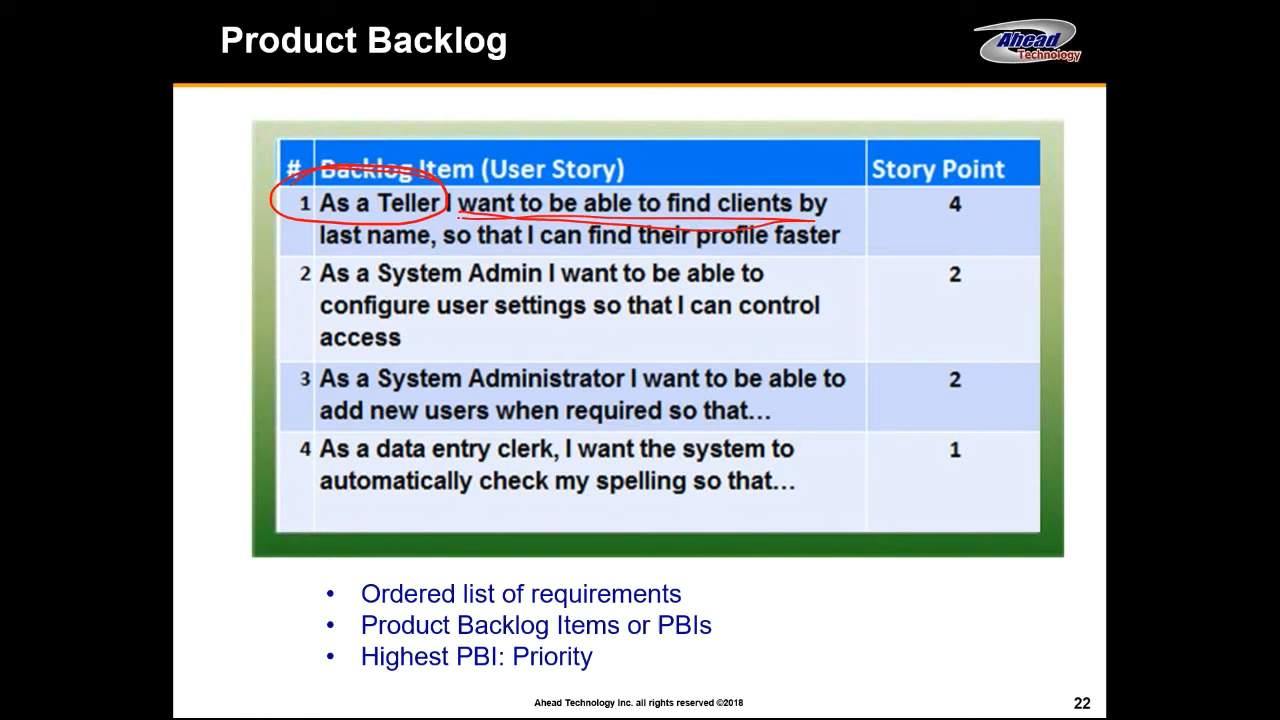 Product Backlog
Ahead
Technology
# Backlog Item (User Story) Story Point
1 As a Teller I want to be able to find clients by 4
last name, so that I can find their profile faster
2 As a System Admin I want to be able to 2
configure user settings so that I can control
access
3 As a System Administrator I want to be able to 2
add new users when required so that...
4 As a data entry clerk, I want the system to 1
automatically check my spelling so that...
• Ordered list of requirements
• Product Backlog Items or PBIs
• Highest PBI: Priority
Ahead Technology Inc. all rights reserved ©2018
22